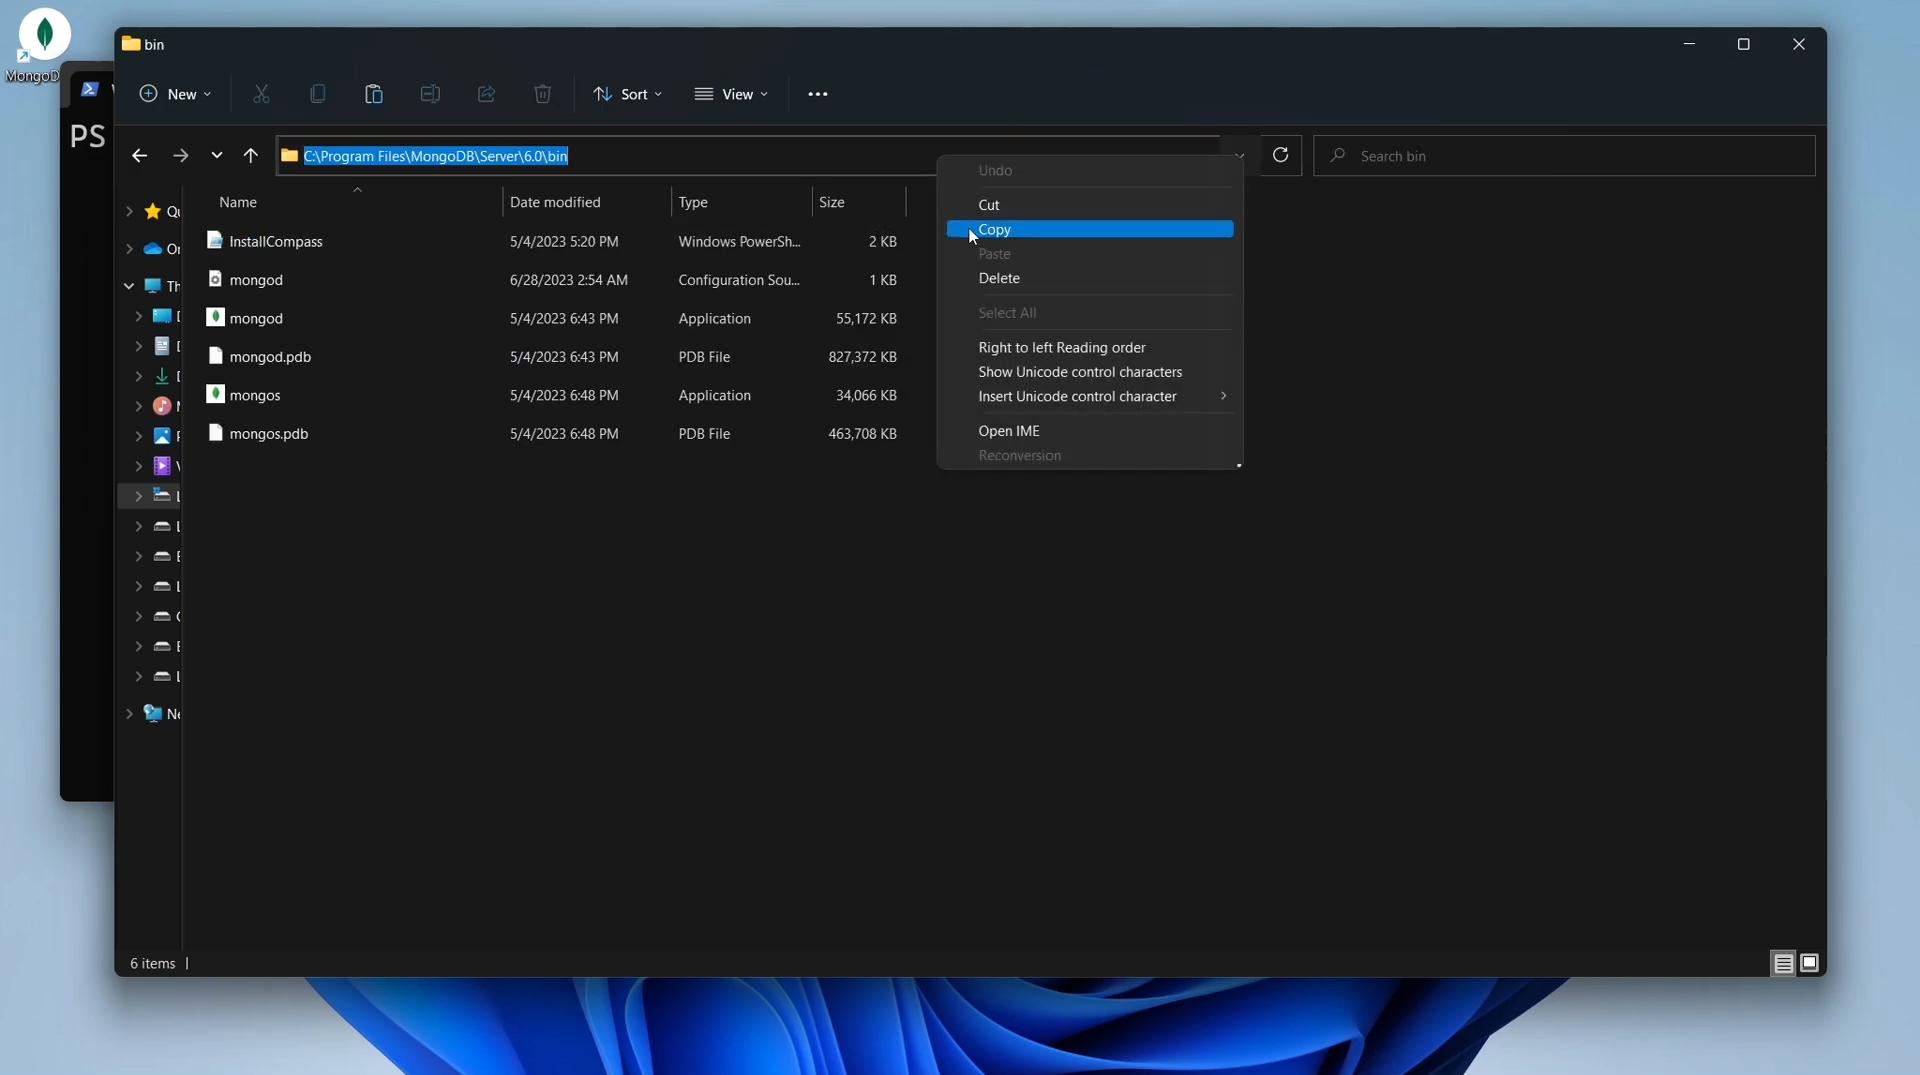 MongoD
bin
New
Sort
View
PS
C:\Program Files\MongoDB\Server\6.0\bin
Search bin
Name Date modified Type Size
InstallCompass 5/4/2023 5:20 PM Windows PowerSh... 2 KB
mongod 6/28/2023 2:54 AM Configuration Sou... 1 KB
mongod 5/4/2023 6:43 PM Application 55,172 KB
mongod.pdb 5/4/2023 6:43 PM PDB File 827,372 KB
mongos 5/4/2023 6:48 PM Application 34,066 KB
mongos.pdb 5/4/2023 6:48 PM PDB File 463,708 KB
Undo
Cut
Copy
Paste
Delete
Select All
Right to left Reading order
Show Unicode control characters
Insert Unicode control character
Open IME
Reconversion
Th
Ne
6 items